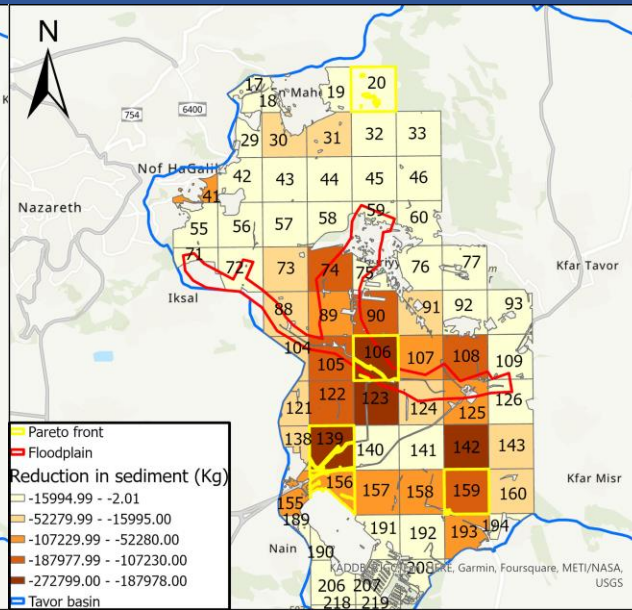 N
17 En Mahe 19 20
18
754 6400
29 30 31 32 33
Nof HaGalil
41 42 43 44 45 46
Nazareth
55 56 57 58 59 60
71 72 73 74 75 76 77
Kfar Tavor
Iksal
88 89 90 91 92 93
104 105 106 107 108 109
121 122 123 124 125 126
138 139 140 141 142 143
155 156 157 158 159 160
Kfar Misr
189 191 192 193 194
Nain 190
208
Garmin, Foursquare, METI/NASA,
USGS
206 207
218 219
Pareto front
Floodplain
Reduction in sediment (Kg)
-15994.99 - -2.01
-52279.99 - -15995.00
-107229.99 - -52280.00
-187977.99 - -107230.00
-272799.00 - -187978.00
Tavor basin